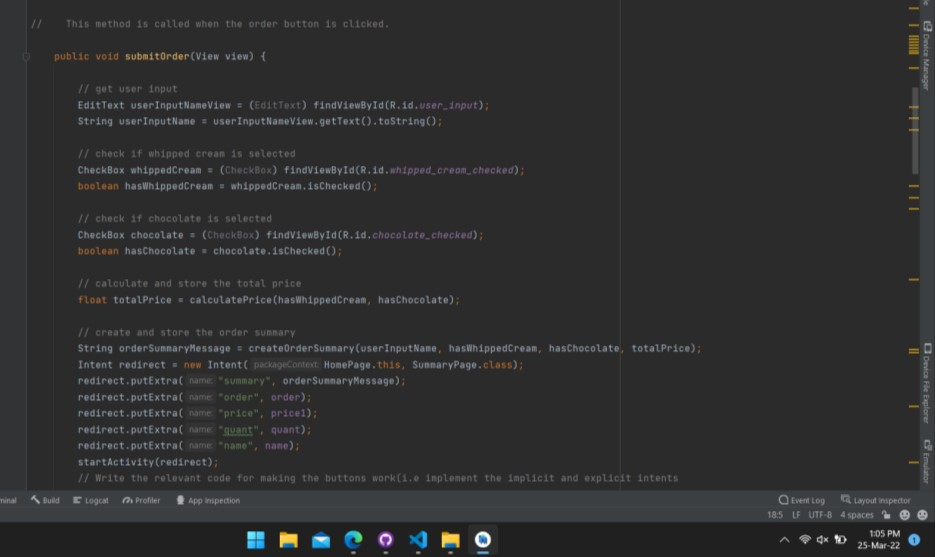 // This method is called when the order button is clicked.
public void submitOrder(View view) {
// get user input
EditText userInputNameView = (EditText) findViewById(R.id.user_input);
String userInputName = userInputNameView.getText().toString();
// check if whipped cream is selected
CheckBox whippedCream = (CheckBox) findViewById(R.id.whipped_cream_checked);
boolean hasWhippedCream = whippedCream.isChecked();
// check if chocolate is selected
CheckBox chocolate = (CheckBox) findViewById(R.id.chocolate_checked);
boolean hasChocolate = chocolate.isChecked();
// calculate and store the total price
float totalPrice = calculatePrice(hasWhippedCream, hasChocolate);
// create and store the order summary
String orderSummaryMessage = createOrderSummary(userInputName, hasWhippedCream, hasChocolate, totalPrice);
Intent redirect = new Intent( packageContext: HomePage.this, SummaryPage.class);
redirect.putExtra( name: "summary", orderSummaryMessage);
redirect.putExtra( name: "order", order);
redirect.putExtra( name: "price", price1);
redirect.putExtra( name: "quant", quant);
redirect.putExtra( name: "name", name);
startActivity(redirect);
// Write the relevant code for making the buttons work(i.e implement the implicit and explicit intents
Device Manager
Device File Explorer
Emulator
minal Build Logcat Profiler App Inspection Event Log Layout Inspector
18:5 LF UTF-8 4 spaces
1:05 PM
25-Mar-22
1